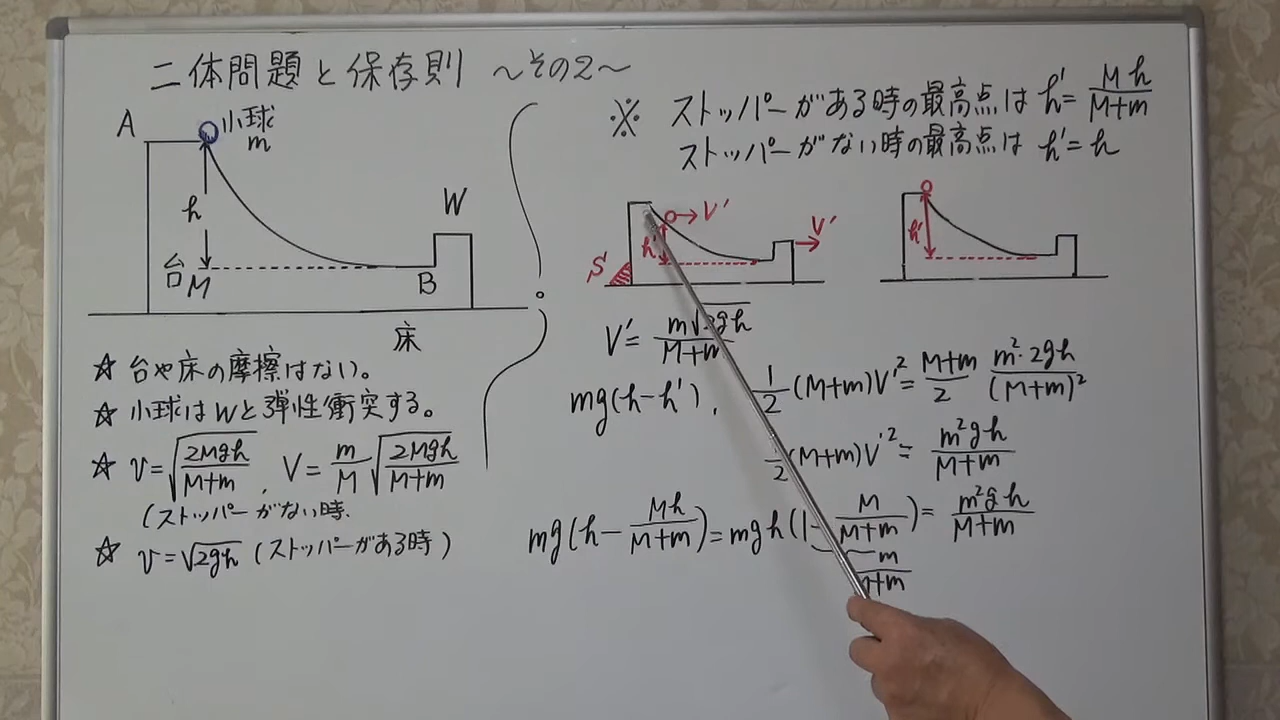 二体問題と保存則 ～その2～
A
小球
m
h
W
台
M
B
床
☆ 台や床の摩擦はない。
☆ 小球はWと弾性衝突する。
☆ v=√(2Mgh/(M+m)), V=m/M √(2Mgh/(M+m))
(ストッパーがない時、
☆ v=√2gh (ストッパーがある時)
※ ストッパーがある時の最高点は h'=Mh/(M+m)
ストッパーがない時の最高点は h'=h
V'
V'
h'
S
h'
V'=m√2gh/(M+m)
mg(h-h'), 1/2(M+m)V'²=(M+m)/2 m²·2gh/(M+m)²
1/2(M+m)V'²=m²gh/(M+m)
mg(h-Mh/(M+m))=mgh(1-M/(M+m))=m²gh/(M+m)
m
+m